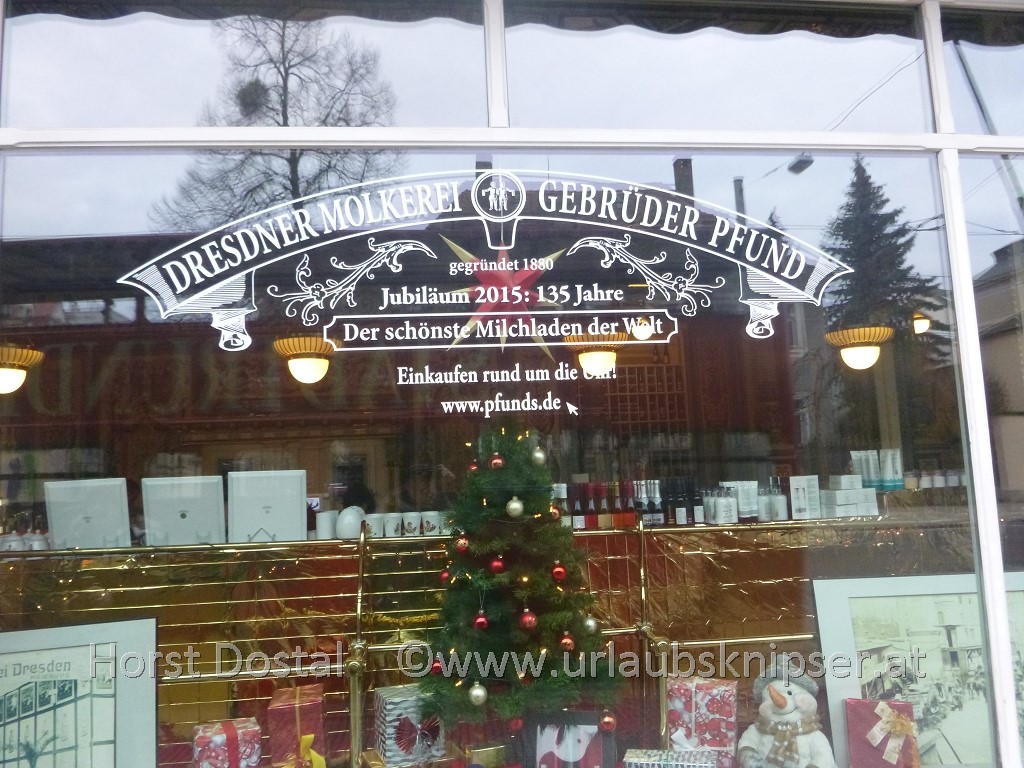 DRESDNER MOLKEREI GEBRÜDER PFUND
gegründet 1880
Jubiläum 2015: 135 Jahre
Der schönste Milchladen der Welt
Einkaufen rund um die Uhr!
www.pfunds.de
ei Dresden
Horst Dostal ©www.urlaubsknipser.at